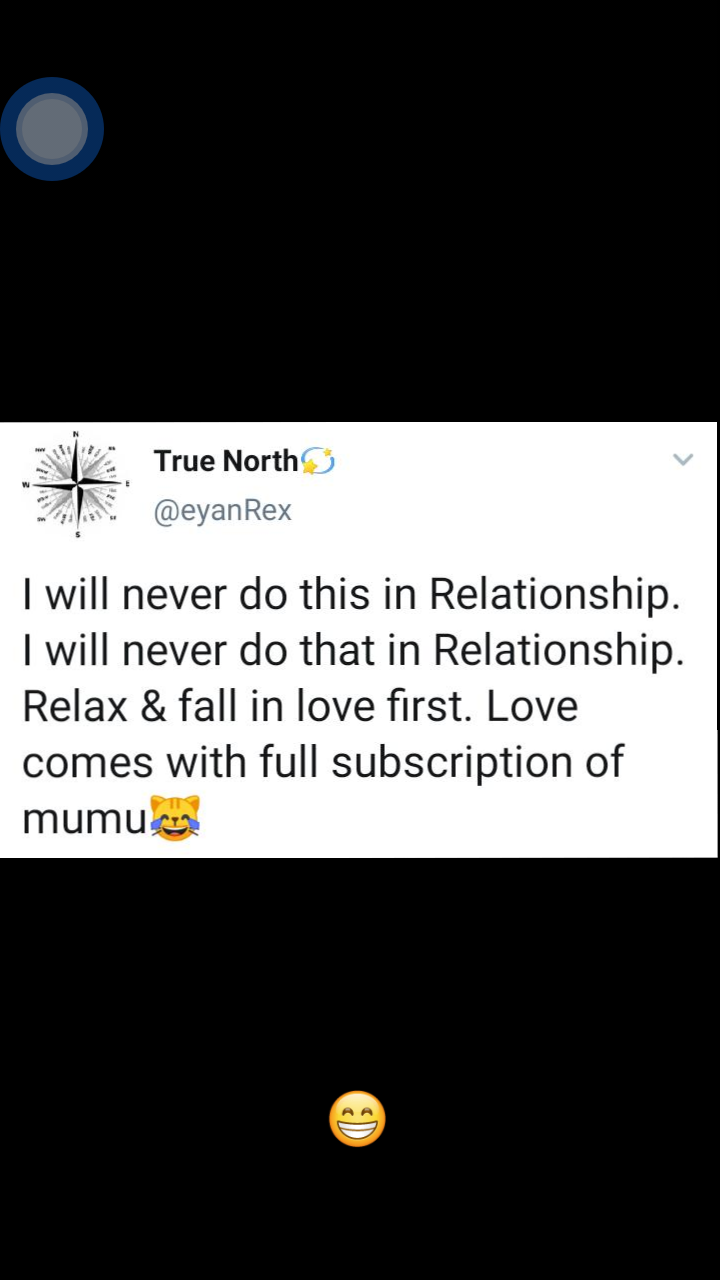 True North💫
@eyanRex
I will never do this in Relationship.
I will never do that in Relationship.
Relax & fall in love first. Love
comes with full subscription of
mumu😹
😁